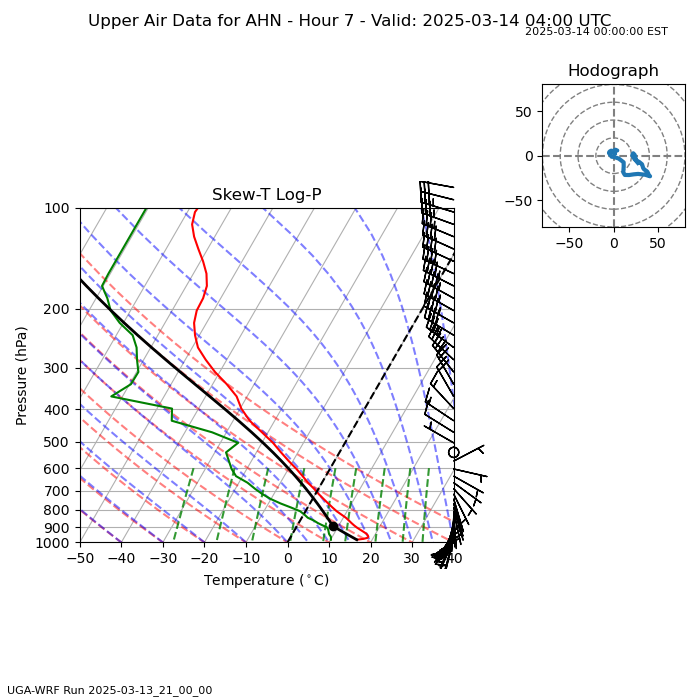 Upper Air Data for AHN - Hour 7 - Valid: 2025-03-14 04:00 UTC
2025-03-14 00:00:00 EST
Hodograph
50
0
−50
−50 0 50
Skew-T Log-P
100
200
300
400
500
600
700
800
900
1000
Pressure (hPa)
−50 −40 −30 −20 −10 0 10 20 30 40
Temperature (°C)
UGA-WRF Run 2025-03-13_21_00_00